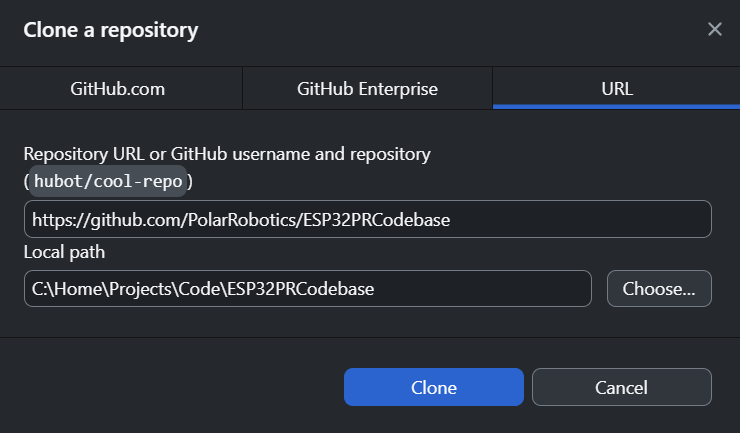 Clone a repository
GitHub.com
GitHub Enterprise
URL
Repository URL or GitHub username and repository
(hubot/cool-repo)
https://github.com/PolarRobotics/ESP32PRCodebase
Local path
C:\Home\Projects\Code\ESP32PRCodebase
Choose...
Clone
Cancel